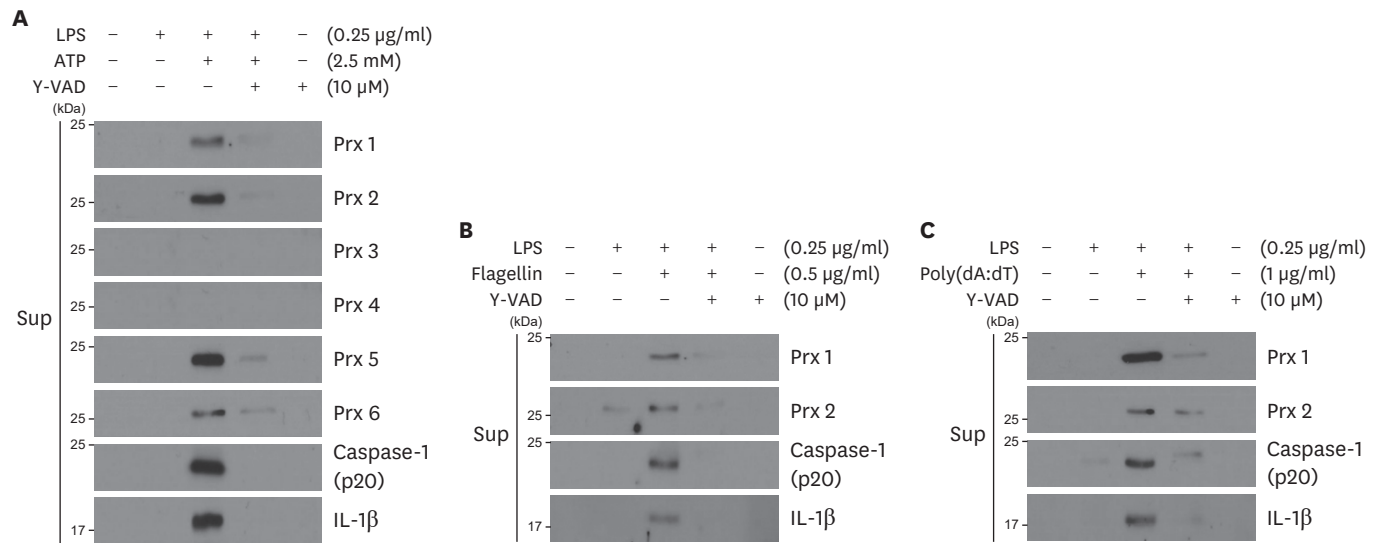 A
LPS – + + + – (0.25 µg/ml)
ATP – – + + – (2.5 mM)
Y-VAD – – – + + (10 µM)
(kDa)
25 Prx 1
25 Prx 2
25 Prx 3
25 Prx 4
25 Prx 5
25 Prx 6
25 Caspase-1
(p20)
17 IL-1β
Sup
B
LPS – + + + – (0.25 µg/ml)
Flagellin – – + + – (0.5 µg/ml)
Y-VAD – – – + + (10 µM)
(kDa)
25 Prx 1
25 Prx 2
25 Caspase-1
(p20)
17 IL-1β
Sup
C
LPS – + + + – (0.25 µg/ml)
Poly(dA:dT) – – + + – (1 µg/ml)
Y-VAD – – – + + (10 µM)
(kDa)
25 Prx 1
25 Prx 2
25 Caspase-1
(p20)
17 IL-1β
Sup